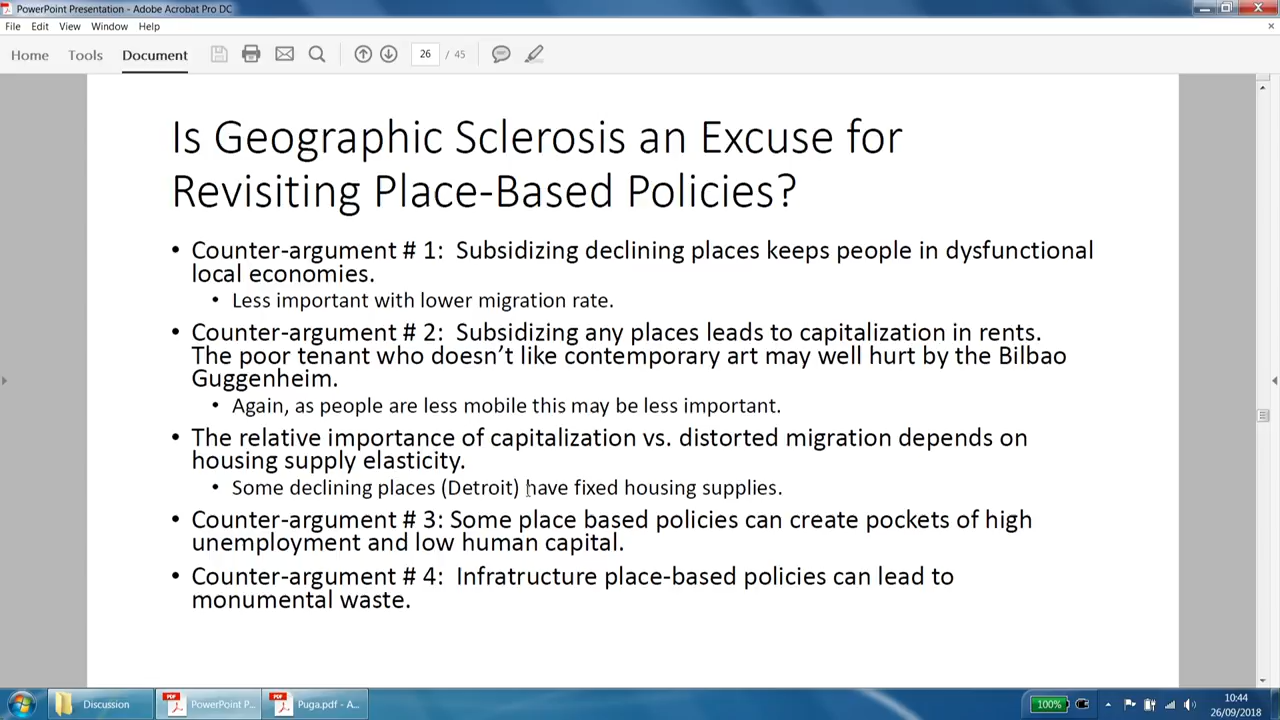 PowerPoint Presentation - Adobe Acrobat Pro DC
File Edit View Window Help
Home Tools Document 26 / 45
Is Geographic Sclerosis an Excuse for
Revisiting Place-Based Policies?
• Counter-argument # 1: Subsidizing declining places keeps people in dysfunctional
local economies.
• Less important with lower migration rate.
• Counter-argument # 2: Subsidizing any places leads to capitalization in rents.
The poor tenant who doesn't like contemporary art may well hurt by the Bilbao
Guggenheim.
• Again, as people are less mobile this may be less important.
• The relative importance of capitalization vs. distorted migration depends on
housing supply elasticity.
• Some declining places (Detroit) have fixed housing supplies.
• Counter-argument # 3: Some place based policies can create pockets of high
unemployment and low human capital.
• Counter-argument # 4: Infratructure place-based policies can lead to
monumental waste.
Discussion PowerPoint P... Puga.pdf - A... 100% 10:44
26/09/2018